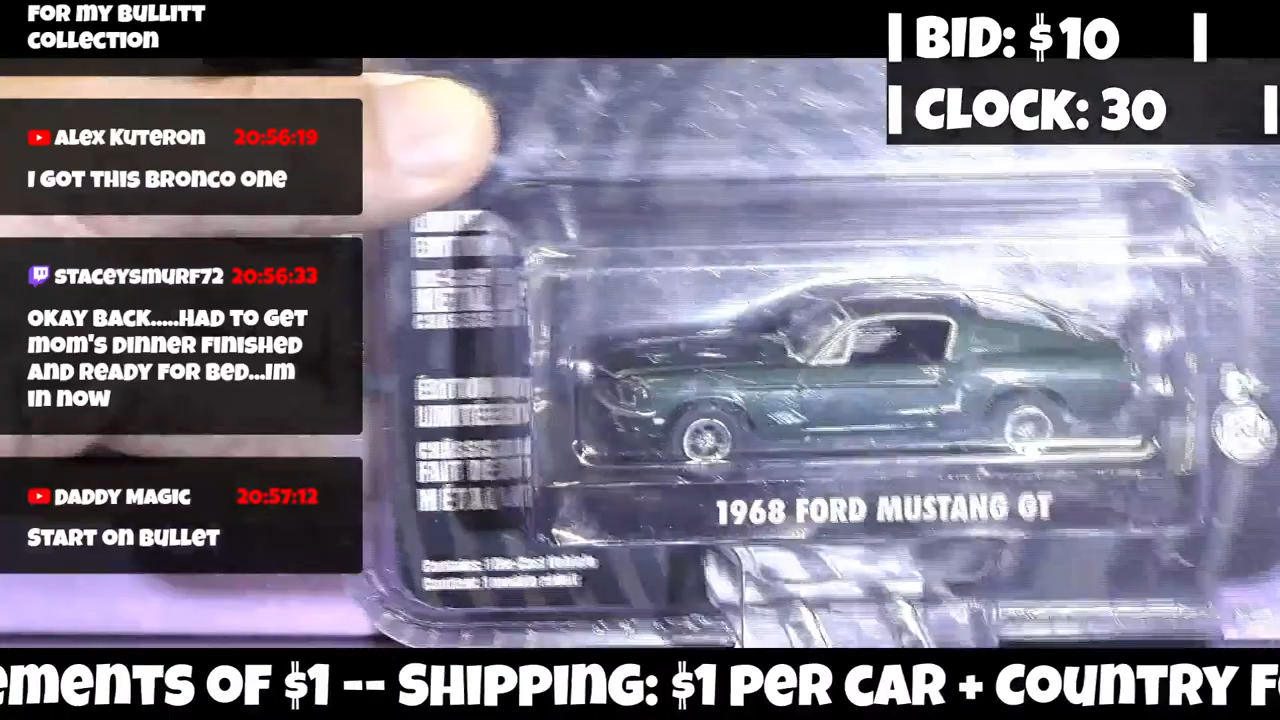 FOR MY BULLITT
COLLECTION
| BID: $10 |
| CLOCK: 30 |
ALEX KUTERON 20:56:19
I GOT THIS BRONCO ONE
STACEYSMURF72 20:56:33
OKAY BACK.....HAD TO GET
MOM'S DINNER FINISHED
AND READY FOR BED...IM
IN NOW
DADDY MAGIC 20:57:12
START ON BULLET
1968 FORD MUSTANG GT
EMENTS OF $1 -- SHIPPING: $1 PER CAR + COUNTRY F